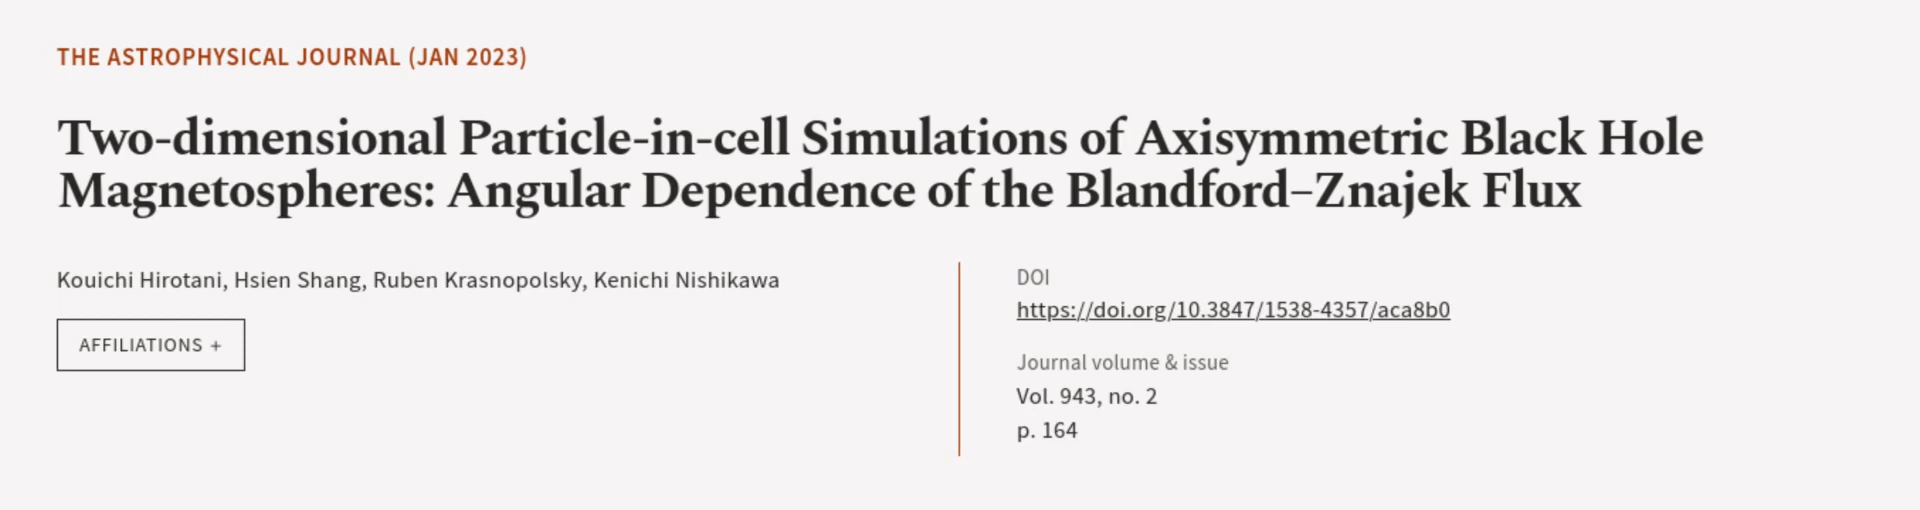 THE ASTROPHYSICAL JOURNAL (JAN 2023)
Two-dimensional Particle-in-cell Simulations of Axisymmetric Black Hole
Magnetospheres: Angular Dependence of the Blandford–Znajek Flux
Kouichi Hirotani, Hsien Shang, Ruben Krasnopolsky, Kenichi Nishikawa
AFFILIATIONS +
DOI
https://doi.org/10.3847/1538-4357/aca8b0
Journal volume & issue
Vol. 943, no. 2
p. 164